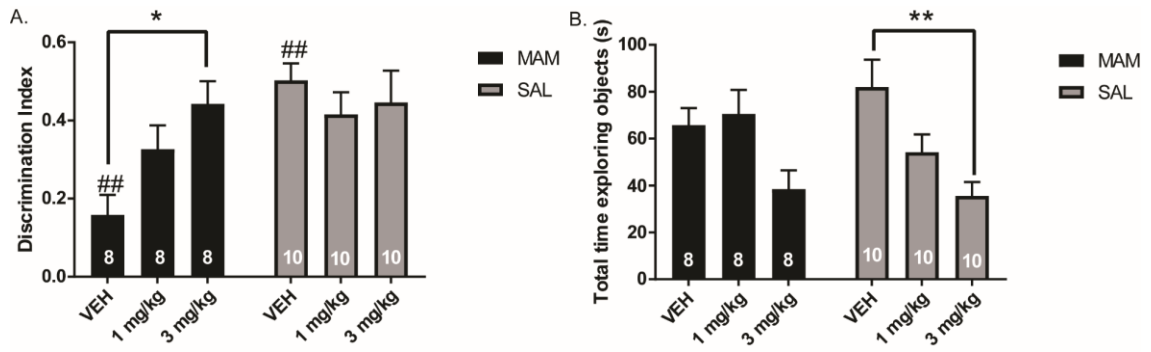 A.
*
Discrimination Index
0.6
0.4
0.2
0.0
##
8
8
8
##
10
10
10
VEH
1 mg/kg
3 mg/kg
VEH
1 mg/kg
3 mg/kg
MAM
SAL
B.
**
Total time exploring objects (s)
100
80
60
40
20
0
8
8
8
10
10
10
VEH
1 mg/kg
3 mg/kg
VEH
1 mg/kg
3 mg/kg
MAM
SAL